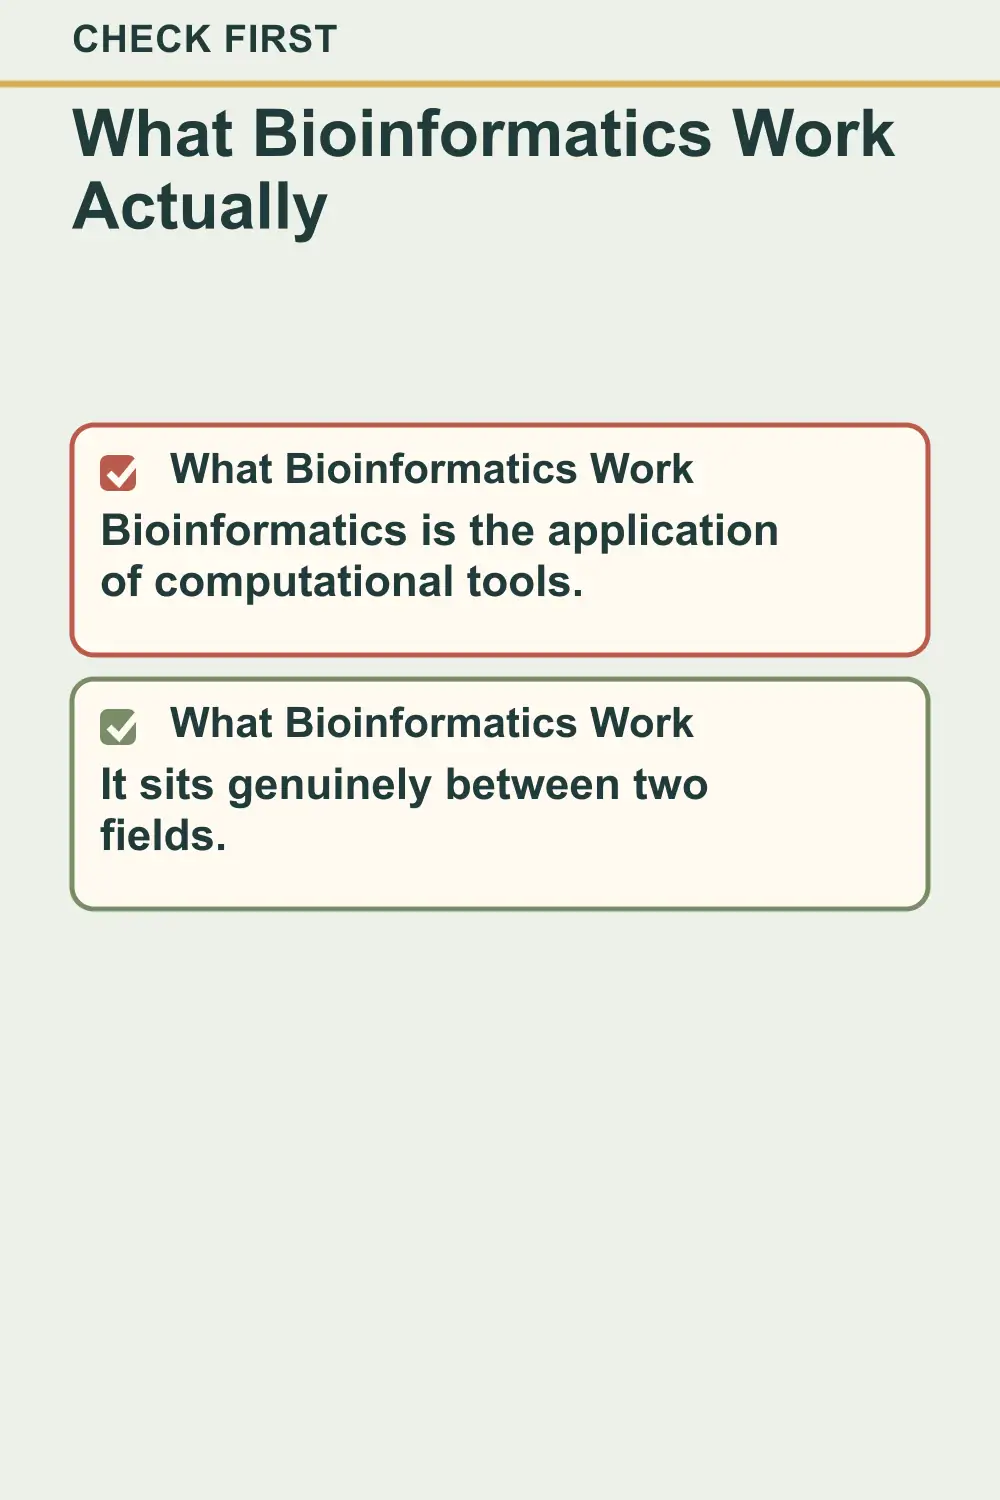 CHECK FIRST
What Bioinformatics Work
Actually
What Bioinformatics Work
Bioinformatics is the application
of computational tools.
What Bioinformatics Work
It sits genuinely between two
fields.